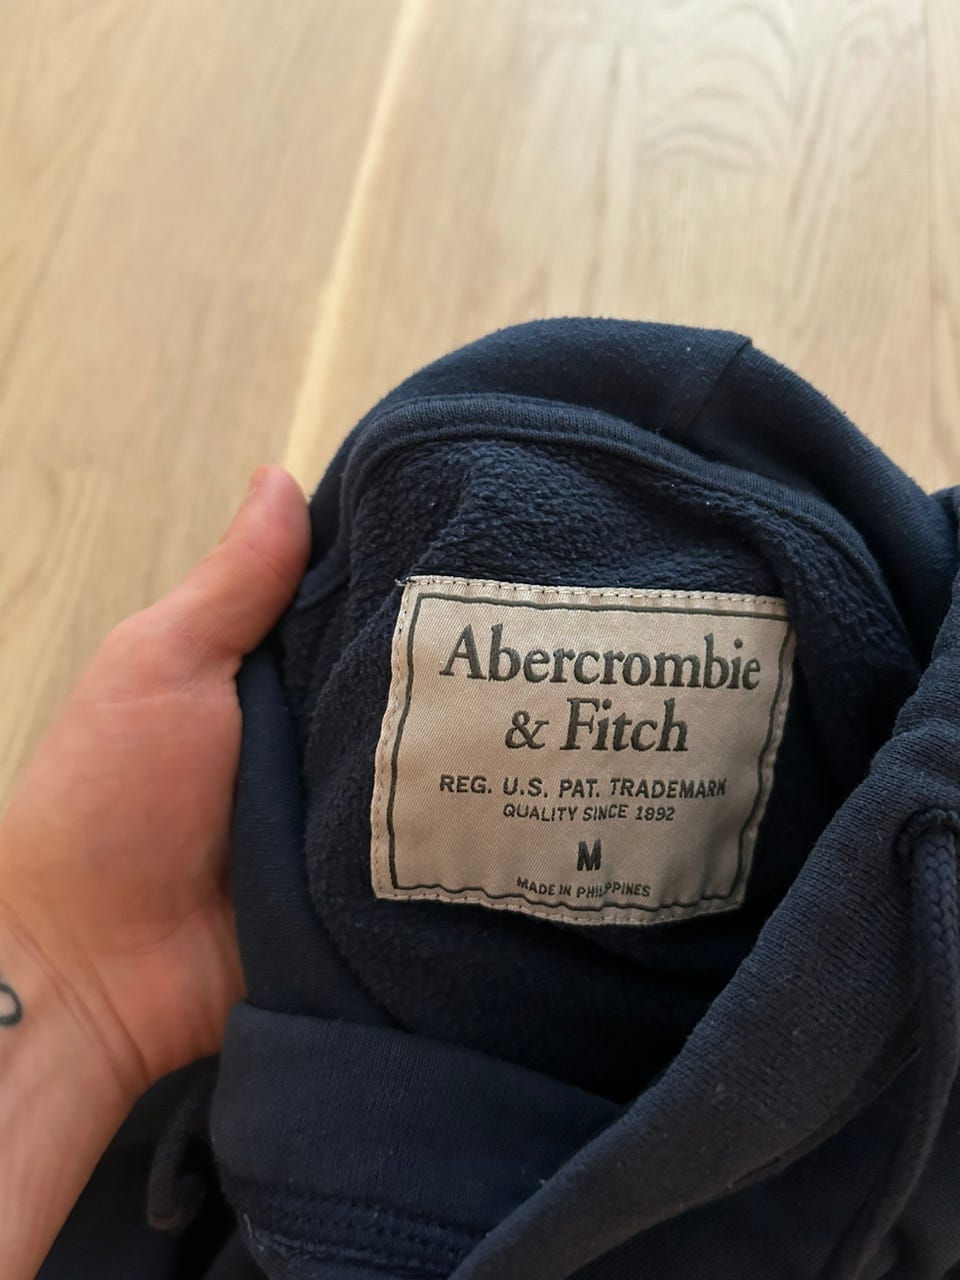 Abercrombie
& Fitch
REG. U.S. PAT. TRADEMARK
QUALITY SINCE 1892
M
MADE IN PHILIPPINES